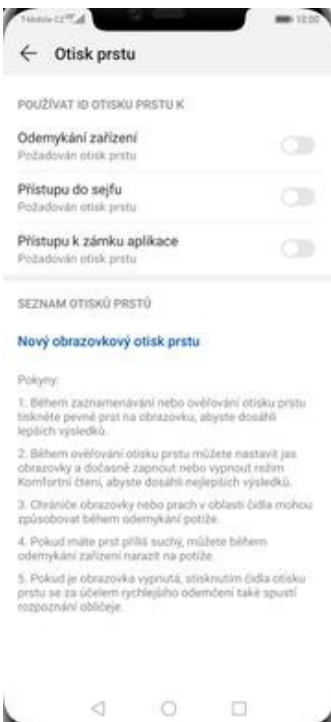 T-Mobile CZ
12:00
Otisk prstu
POUŽÍVAT ID OTISKU PRSTU K
Odemykání zařízení
Požadován otisk prstu
Přístupu do sejfu
Požadován otisk prstu
Přístupu k zámku aplikace
Požadován otisk prstu
SEZNAM OTISKŮ PRSTŮ
Nový obrazovkový otisk prstu
Pokyny:
1. Během zaznamenávání nebo ověřování otisku prstu
tiskněte pevně prst na obrazovku, abyste dosáhli
lepších výsledků.
2. Během ověřování otisku prstu můžete nastavit jas
obrazovky a dočasně zapnout nebo vypnout režim
Komfortní čtení, abyste dosáhli nejlepších výsledků.
3. Chrániče obrazovky nebo prach v oblasti čidla mohou
způsobovat během odemykání potíže.
4. Pokud máte prst příliš suchý, můžete během
odemykání zařízení narazit na potíže.
5. Pokud je obrazovka vypnutá, stisknutím čidla otisku
prstu se za účelem rychlejšího odemčení také spustí
rozpoznání obličeje.